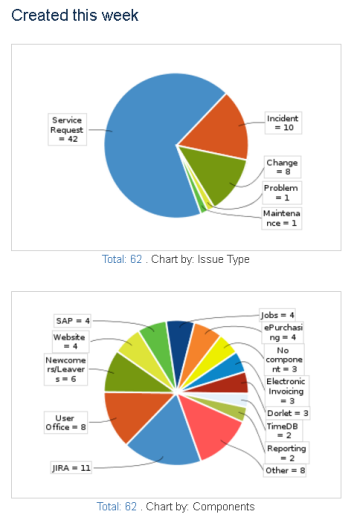 Created this week
Service
Request
= 42
Incident
= 10
Change
= 8
Problem
= 1
Maintena
nce = 1
Total: 62 . Chart by: Issue Type
Jobs = 4
ePurchasi
ng = 4
No
compone
nt = 3
Electronic
Invoicing
= 3
Dorlet = 3
TimeDB
= 2
Reporting
= 2
Other = 8
JIRA = 11
User
Office = 8
Newcome
rs/Leaver
s = 6
Website
= 4
SAP = 4
Total: 62 . Chart by: Components